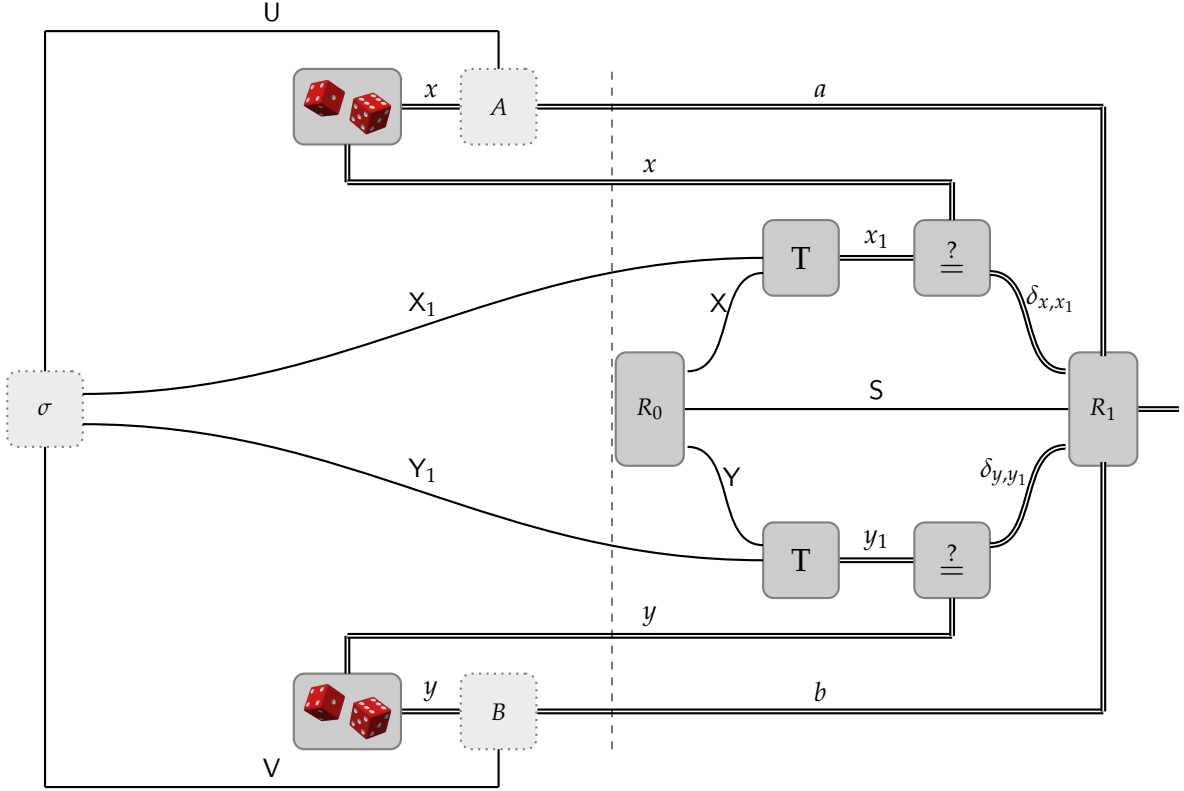 U
x A a
x
T x₁ ?=
X₁ X δ_{x,x₁}
σ R₀ S R₁
Y₁ Y δ_{y,y₁}
T y₁ ?=
y
y B b
V